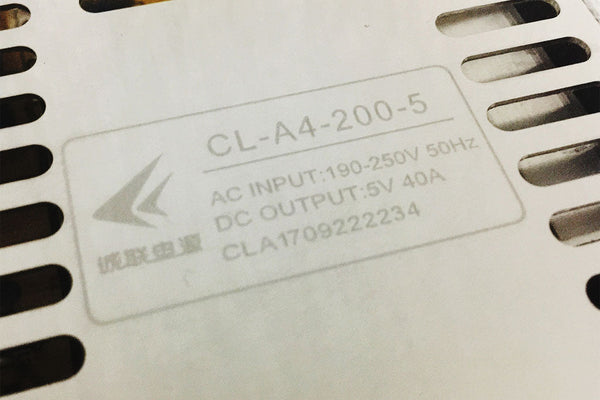 CL-A4-200-5
AC INPUT:190-250V 50Hz
DC OUTPUT:5V 40A
CLA1709222234
诚联电源